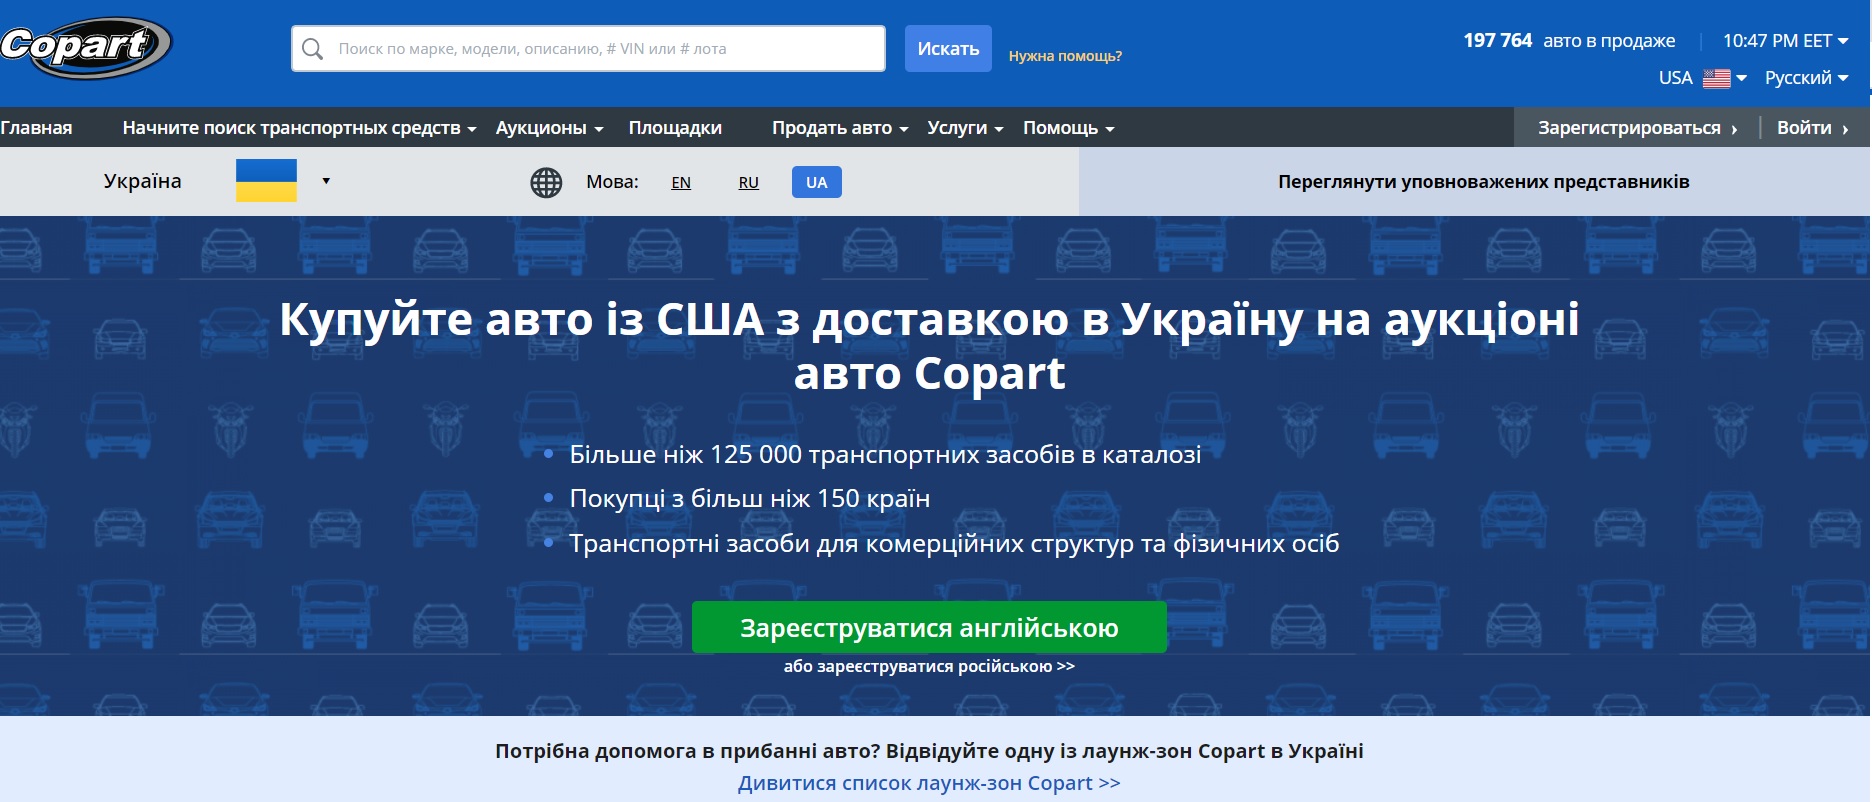 Copart
Поиск по марке, модели, описанию, # VIN или # лота
Искать
Нужна помощь?
197 764 авто в продаже
10:47 PM EET
USA
Русский
Главная
Начните поиск транспортных средств
Аукционы
Площадки
Продать авто
Услуги
Помощь
Зарегистрироваться ›
Войти ›
Україна
Мова:
EN
RU
UA
Переглянути уповноважених представників
Купуйте авто із США з доставкою в Україну на аукціоні
авто Copart
Більше ніж 125 000 транспортних засобів в каталозі
Покупці з більш ніж 150 країн
Транспортні засоби для комерційних структур та фізичних осіб
Зареєструватися англійською
або зареєструватися російською >>
Потрібна допомога в прибанні авто? Відвідуйте одну із лаунж-зон Copart в Україні
Дивитися список лаунж-зон Copart >>